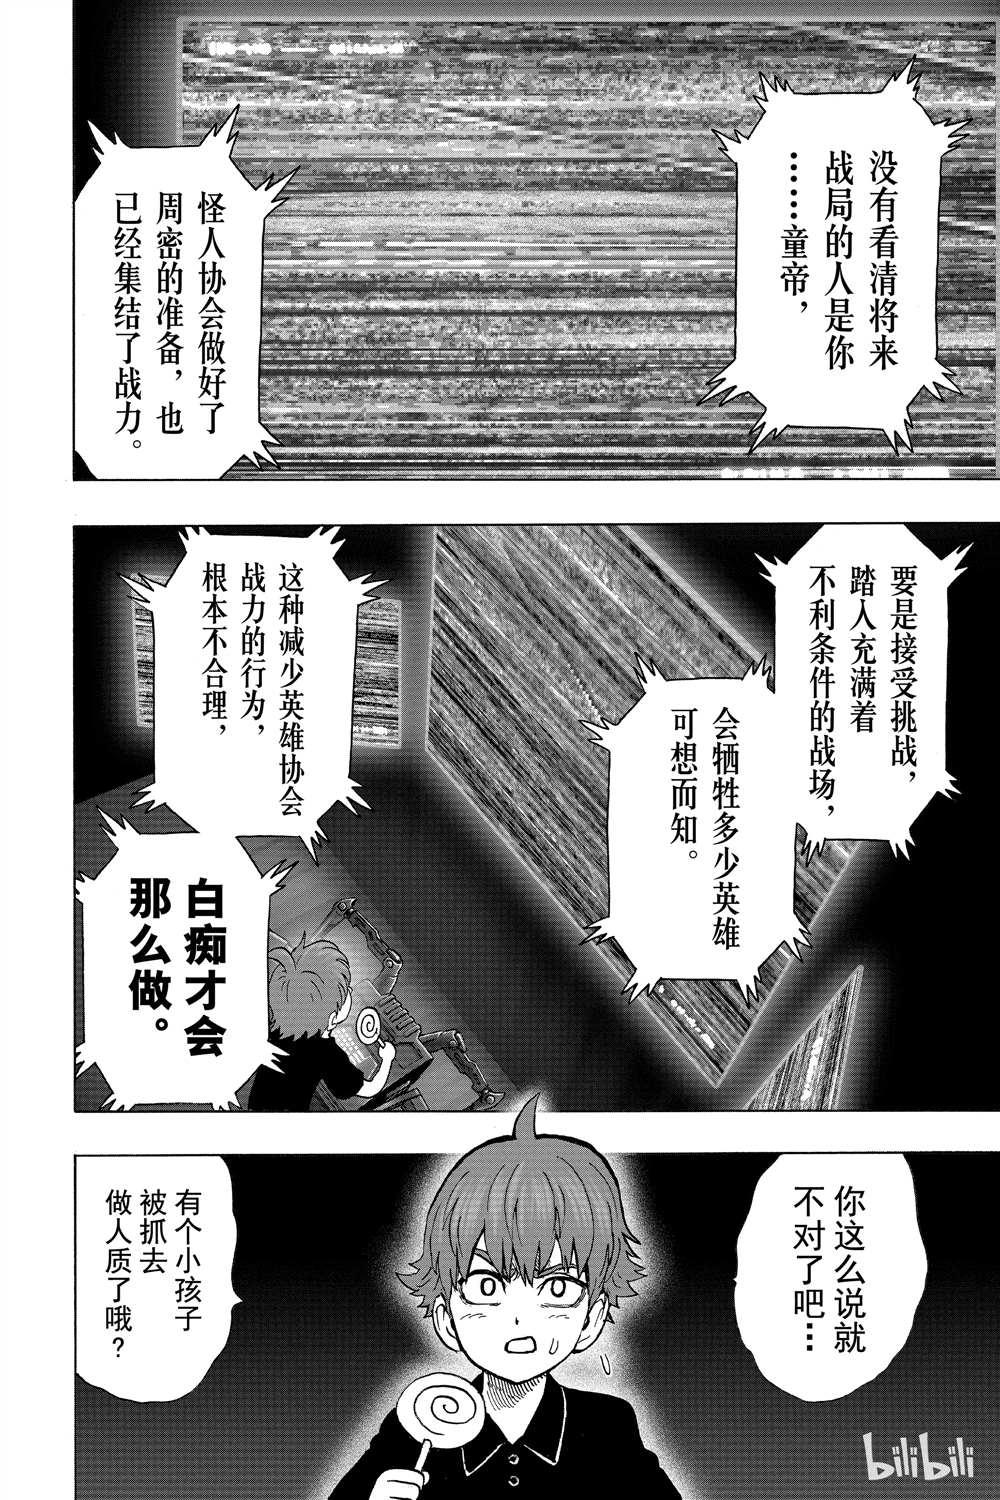 没有看清将来
战局的人是你
……童帝，
怪人协会做好了
周密的准备，也
已经集结了战力。
要是接受挑战，
踏入充满着
不利条件的战场，
会牺牲多少英雄
可想而知。
这种减少英雄协会
战力的行为，
根本不合理，
白痴才会
那么做。
你这么说就
不对了吧…
有个小孩子
被抓去
做人质了哦？
bilibili